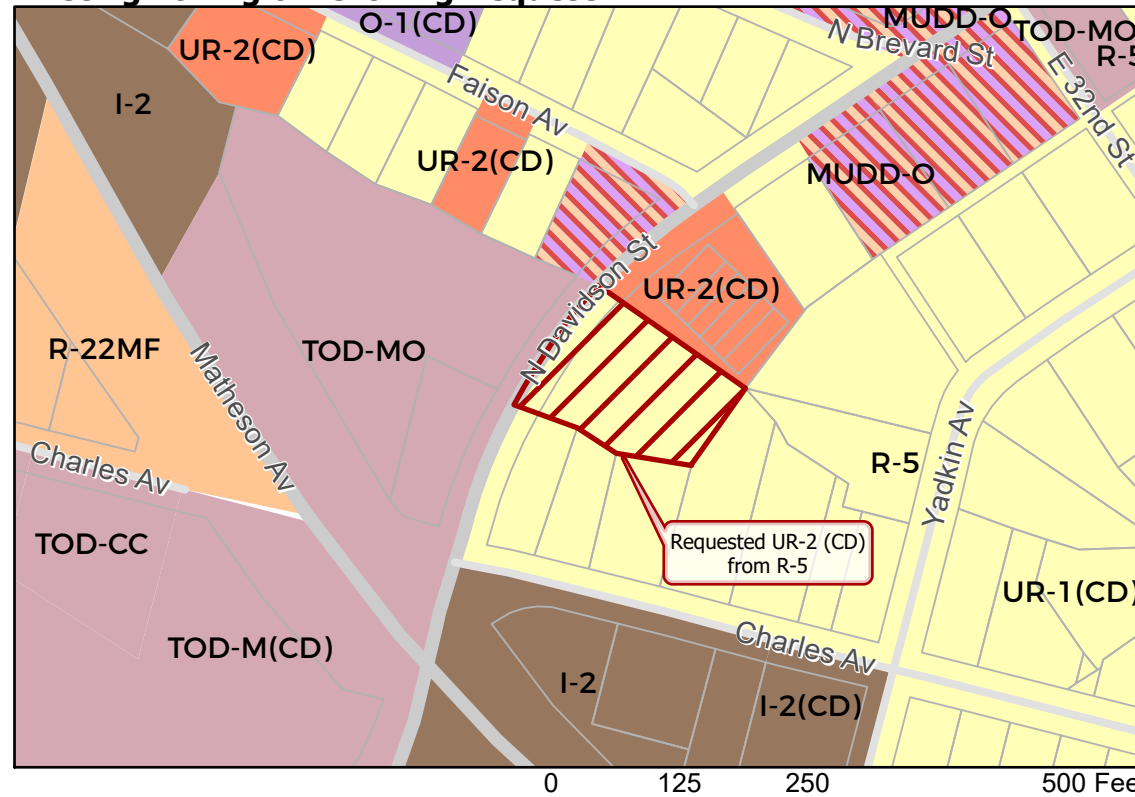 O-1(CD)
MUDD-O
TOD-MO
UR-2(CD)
N Brevard St
R-5
I-2
Faison Av
E 32nd St
UR-2(CD)
MUDD-O
N Davidson St
UR-2(CD)
R-22MF
Matheson Av
TOD-MO
Charles Av
R-5
Yadkin Av
TOD-CC
Requested UR-2 (CD)
from R-5
UR-1(CD)
TOD-M(CD)
Charles Av
I-2
I-2(CD)
0 125 250 500 Fee